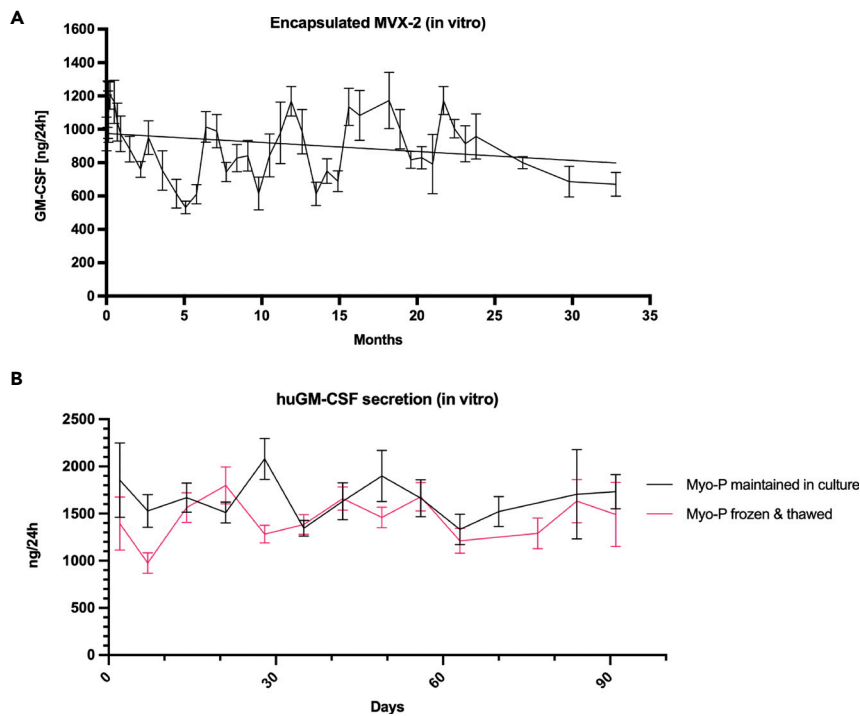 A
Encapsulated MVX-2 (in vitro)
1600
1400
1200
1000
800
600
400
200
0
GM-CSF [ng/24h]
0 5 10 15 20 25 30 35
Months
B
huGM-CSF secretion (in vitro)
2500
2000
1500
1000
500
0
ng/24h
0 30 60 90
Days
Myo-P maintained in culture
Myo-P frozen & thawed